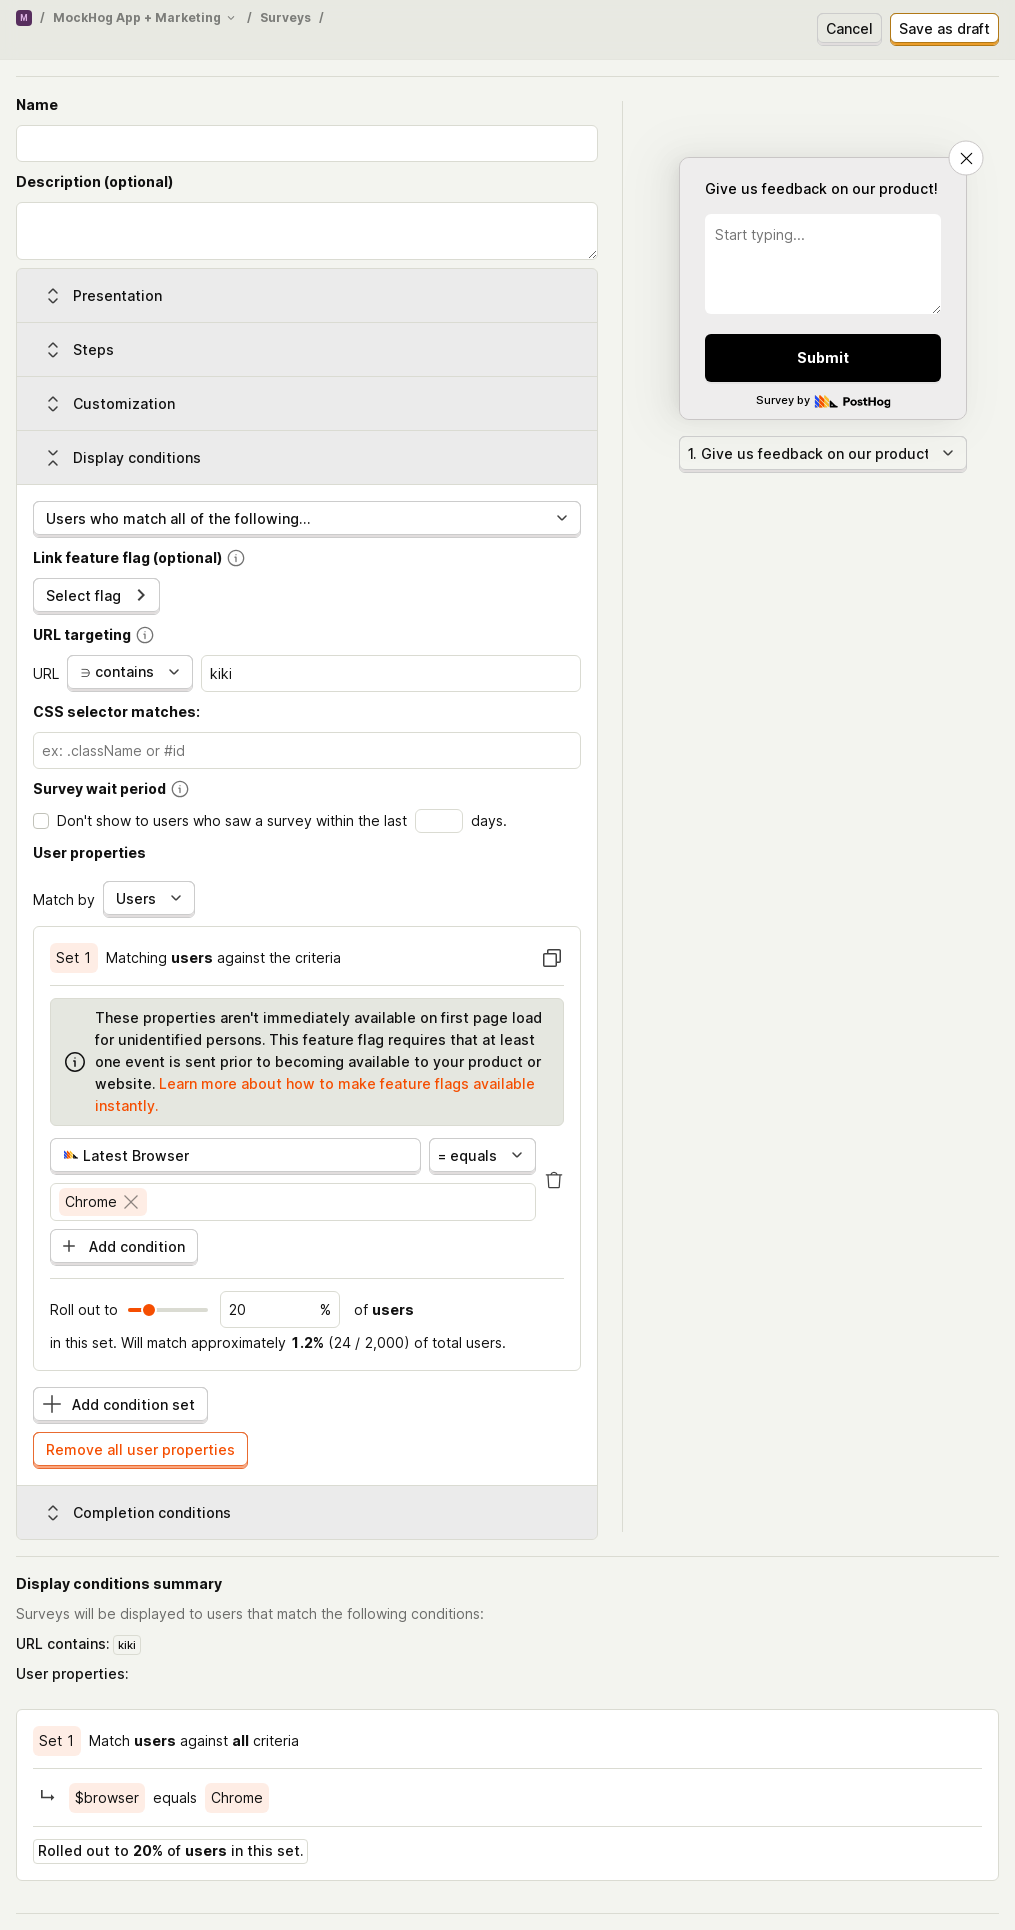 M / MockHog App + Marketing / Surveys /
Cancel
Save as draft
Name
Description (optional)
Presentation
Steps
Customization
Display conditions
Users who match all of the following...
Link feature flag (optional)
Select flag
URL targeting
URL ∋ contains kiki
CSS selector matches:
ex: .className or #id
Survey wait period
Don't show to users who saw a survey within the last days.
User properties
Match by Users
Set 1 Matching users against the criteria
These properties aren't immediately available on first page load
for unidentified persons. This feature flag requires that at least
one event is sent prior to becoming available to your product or
website. Learn more about how to make feature flags available
instantly.
Latest Browser = equals
Chrome
Add condition
Roll out to 20 % of users
in this set. Will match approximately 1.2% (24 / 2,000) of total users.
Add condition set
Remove all user properties
Completion conditions
Give us feedback on our product!
Start typing...
Submit
Survey by PostHog
1. Give us feedback on our product
Display conditions summary
Surveys will be displayed to users that match the following conditions:
URL contains: kiki
User properties:
Set 1 Match users against all criteria
$browser equals Chrome
Rolled out to 20% of users in this set.